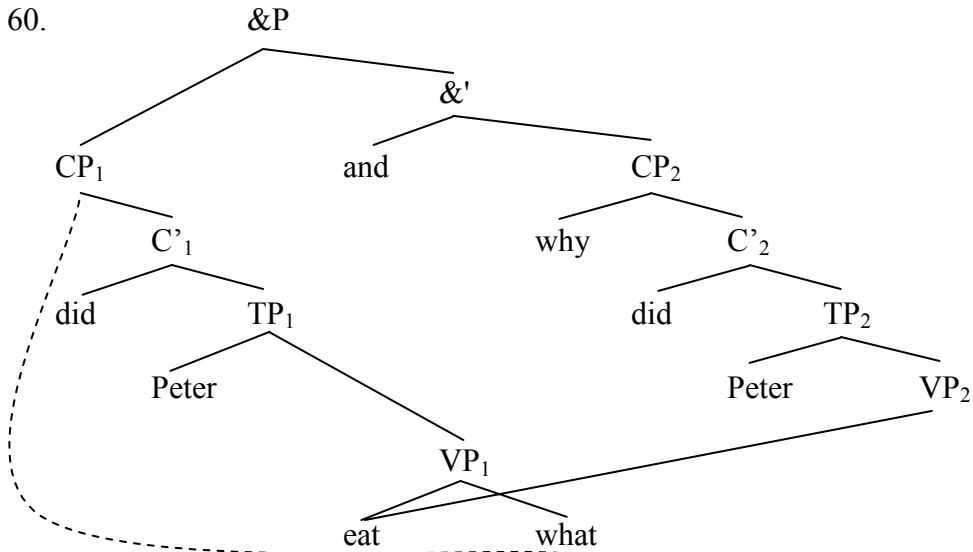 60. &P
&'
CP₁ and CP₂
C’₁ why C’₂
did TP₁ did TP₂
Peter Peter VP₂
VP₁
eat what